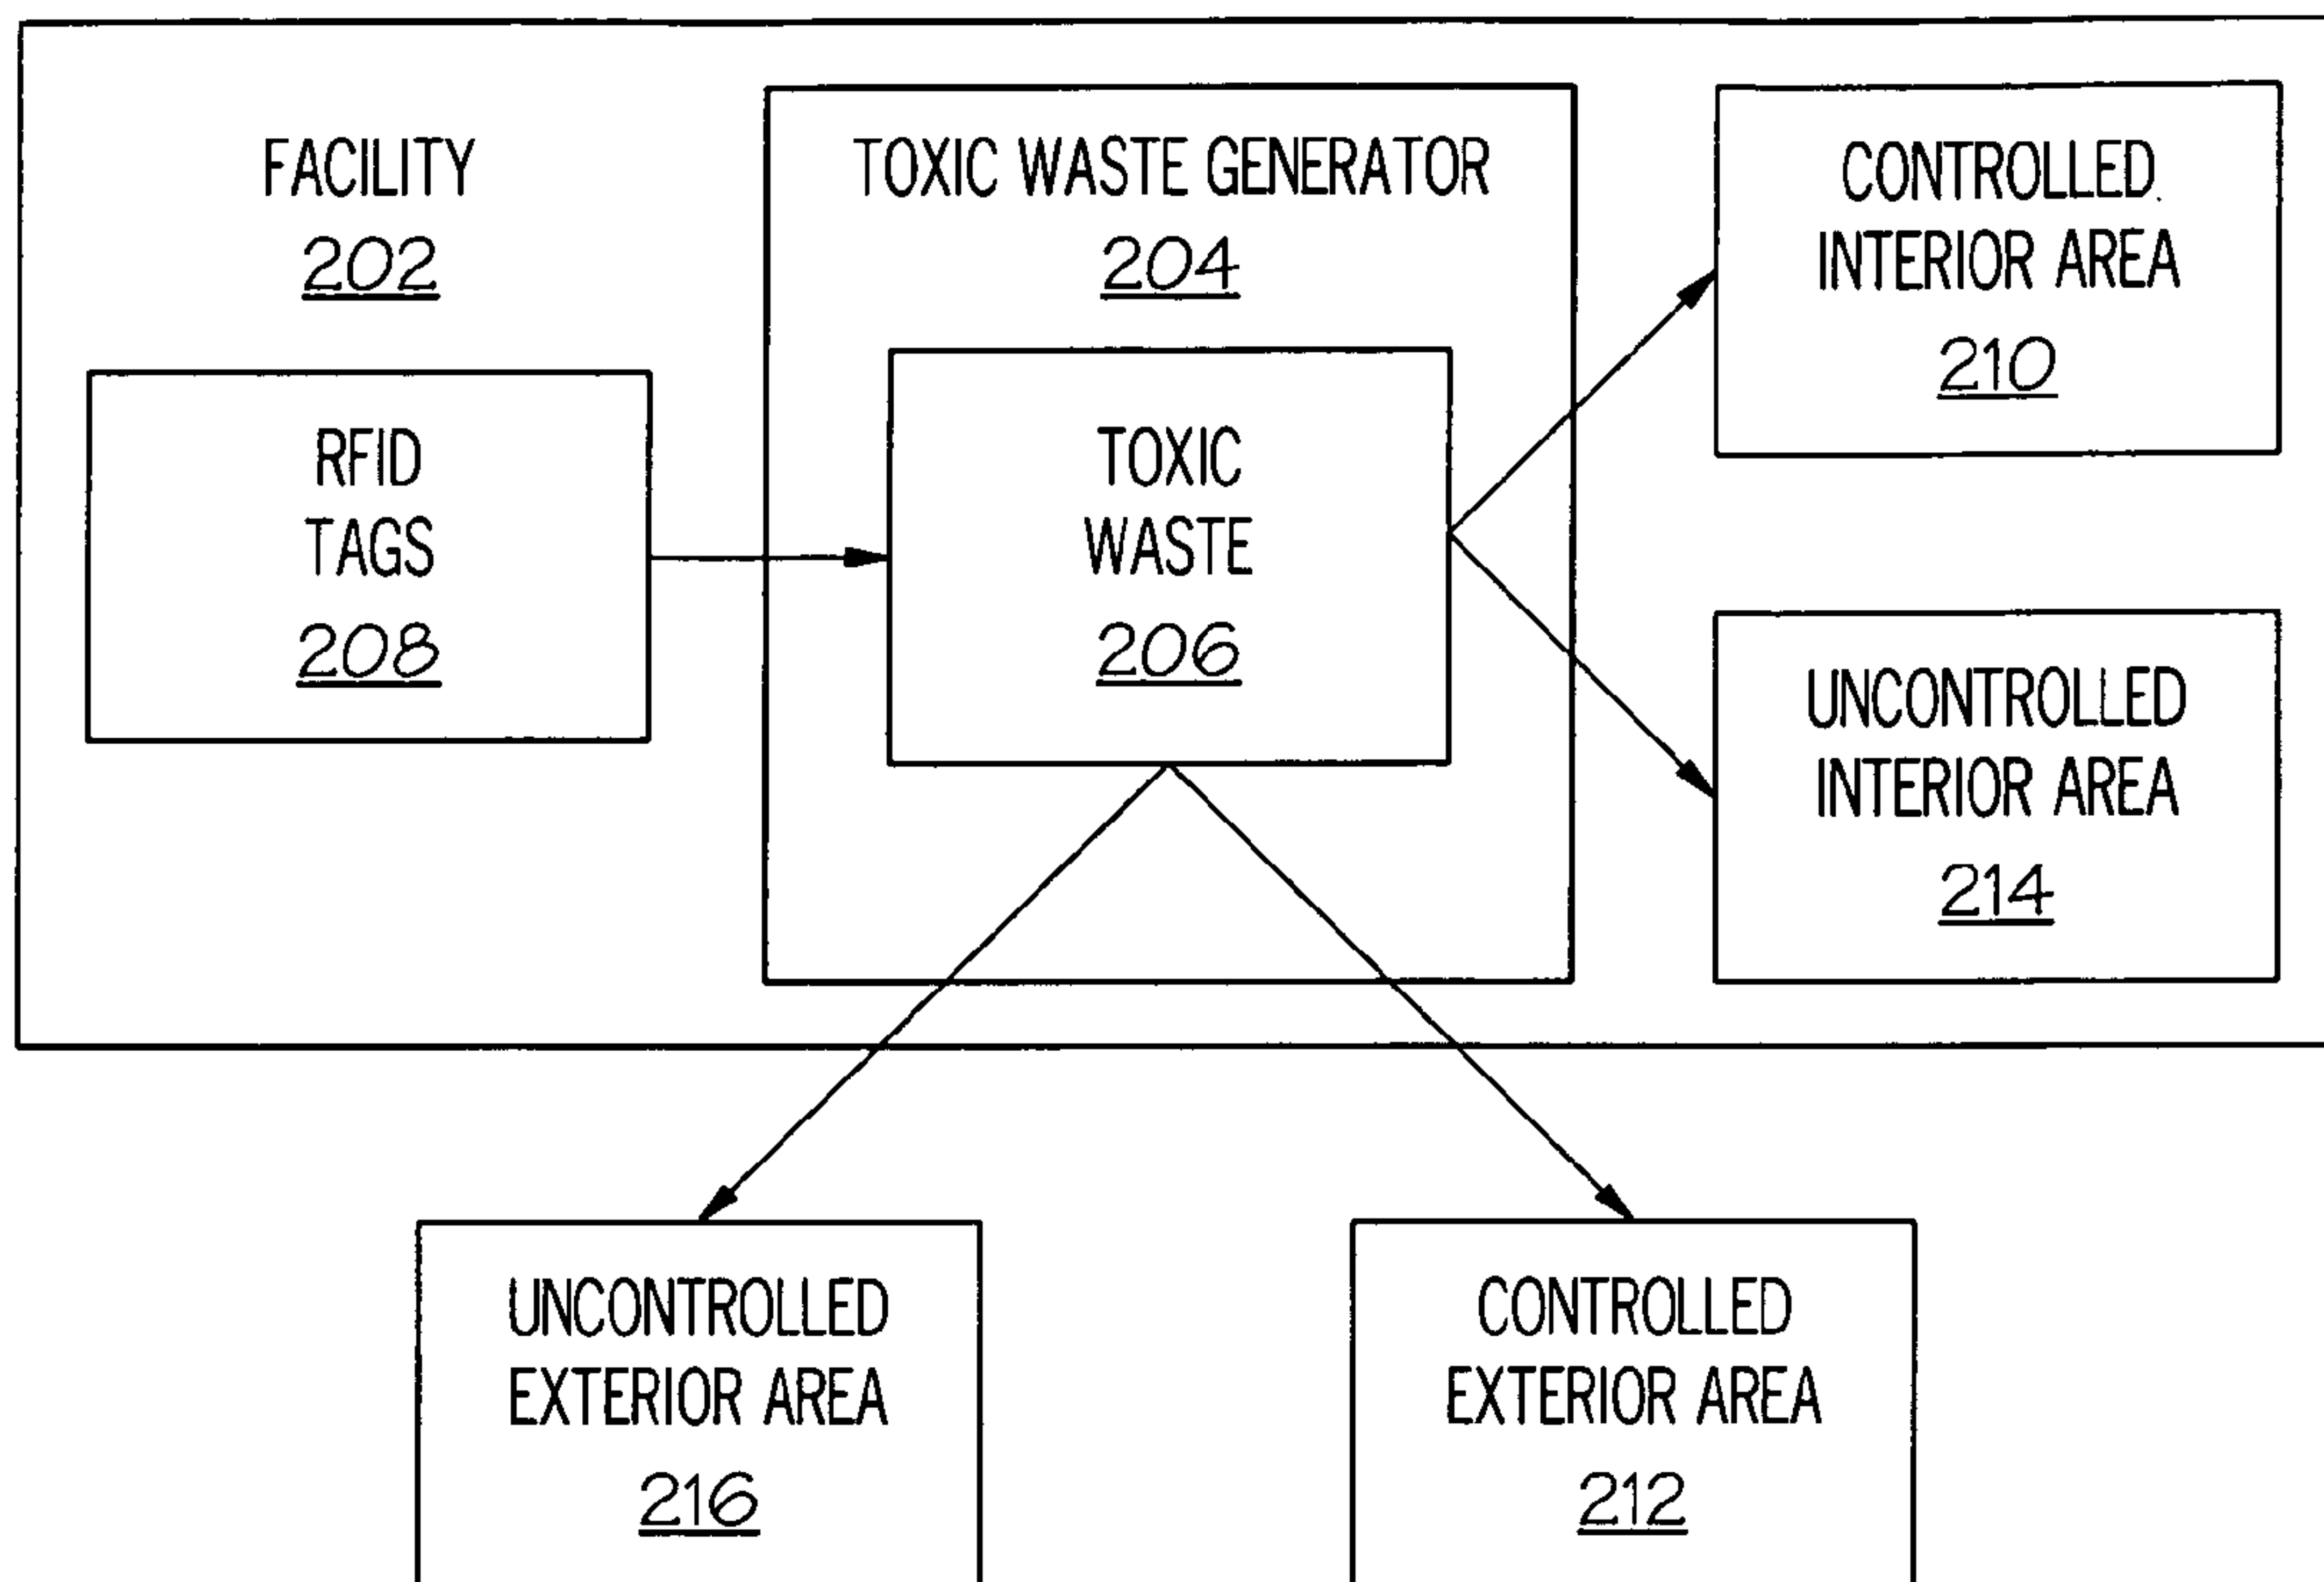 FACILITY
202
TOXIC WASTE GENERATOR
204
CONTROLLED
INTERIOR AREA
210
RFID
TAGS
208
TOXIC
WASTE
206
UNCONTROLLED
INTERIOR AREA
214
UNCONTROLLED
EXTERIOR AREA
216
CONTROLLED
EXTERIOR AREA
212